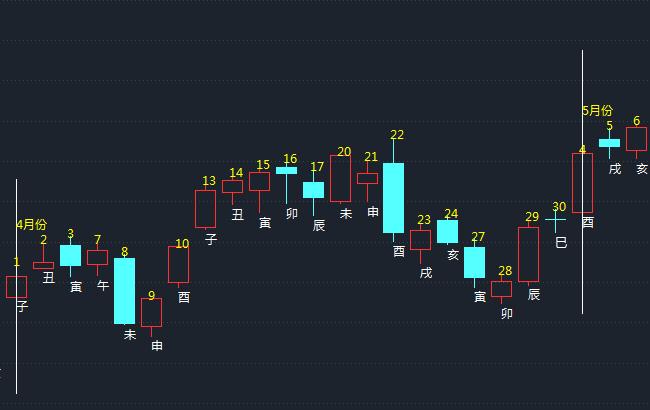 4月份
1
子
2
丑
3
寅
7
午
8
未
9
申
10
酉
13
子
14
丑
15
寅
16
卯
17
辰
20
未
21
申
22
酉
23
戌
24
亥
27
寅
28
卯
29
辰
30
巳
5月份
4
酉
5
戌
6
亥